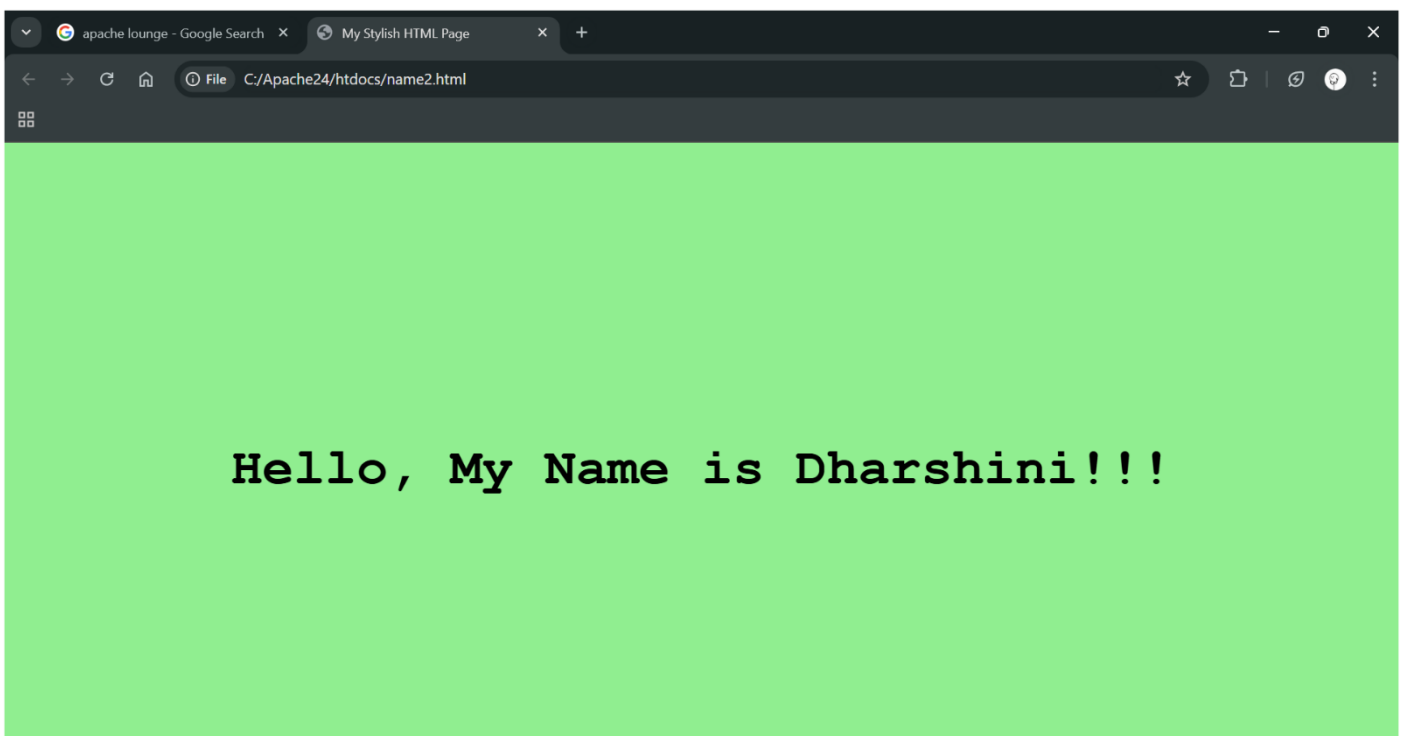 apache lounge - Google Search
My Stylish HTML Page
File
C:/Apache24/htdocs/name2.html
Hello, My Name is Dharshini!!!